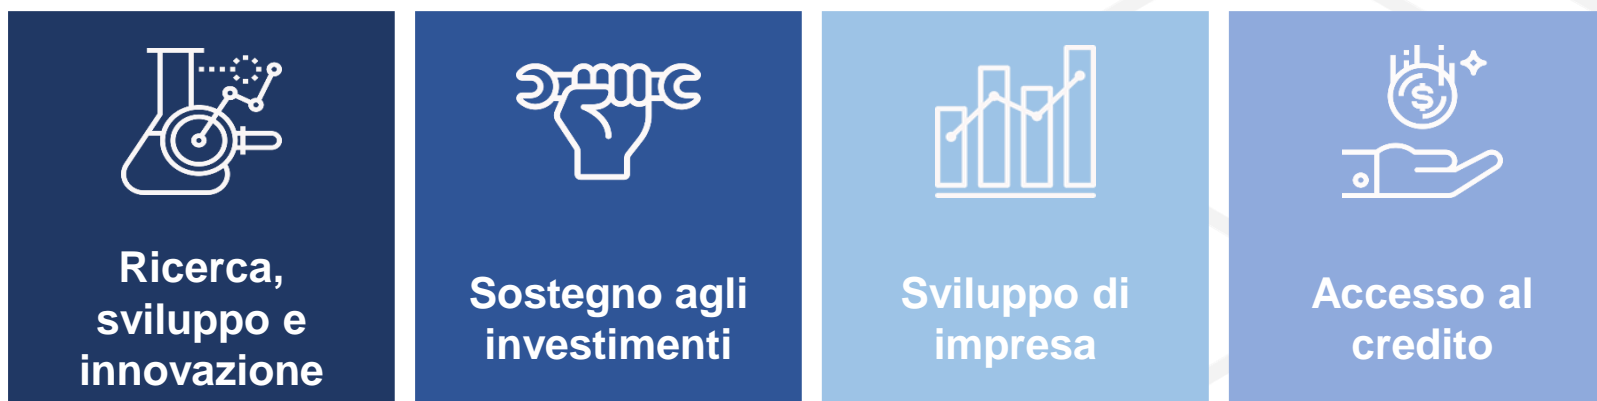 Ricerca,
sviluppo e
innovazione
Sostegno agli
investimenti
Sviluppo di
impresa
$
Accesso al
credito